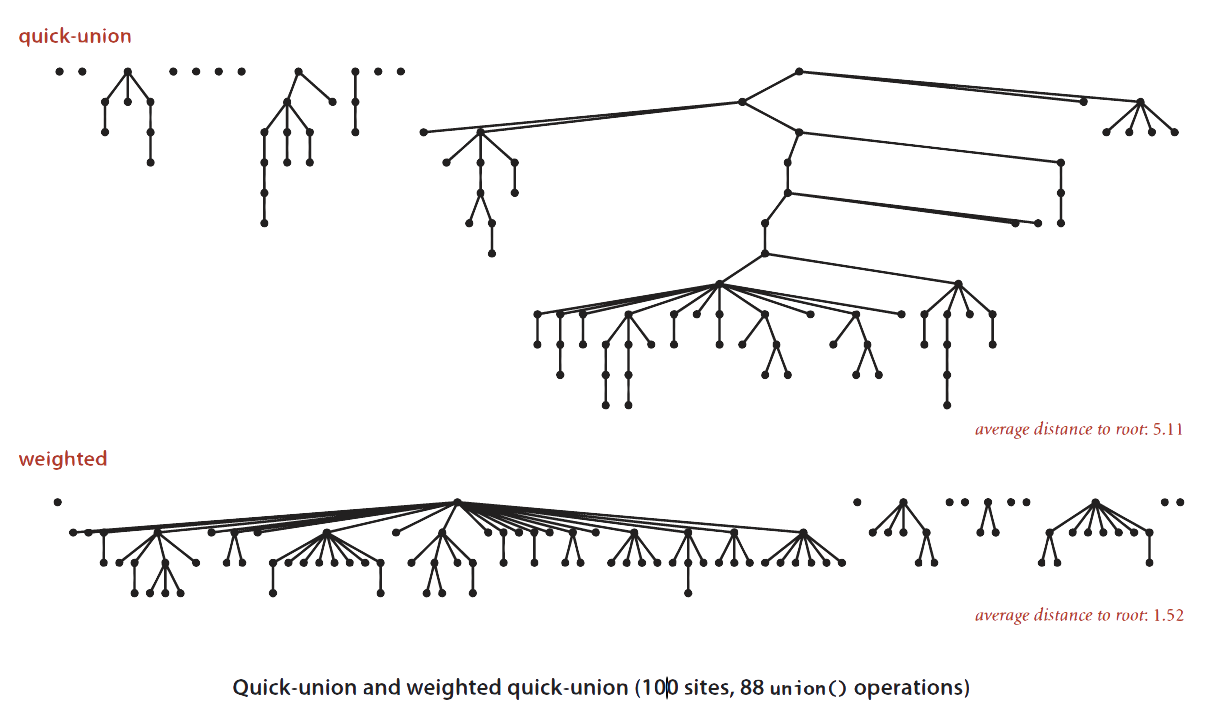 quick-union
average distance to root: 5.11
weighted
average distance to root: 1.52
Quick-union and weighted quick-union (100 sites, 88 union() operations)